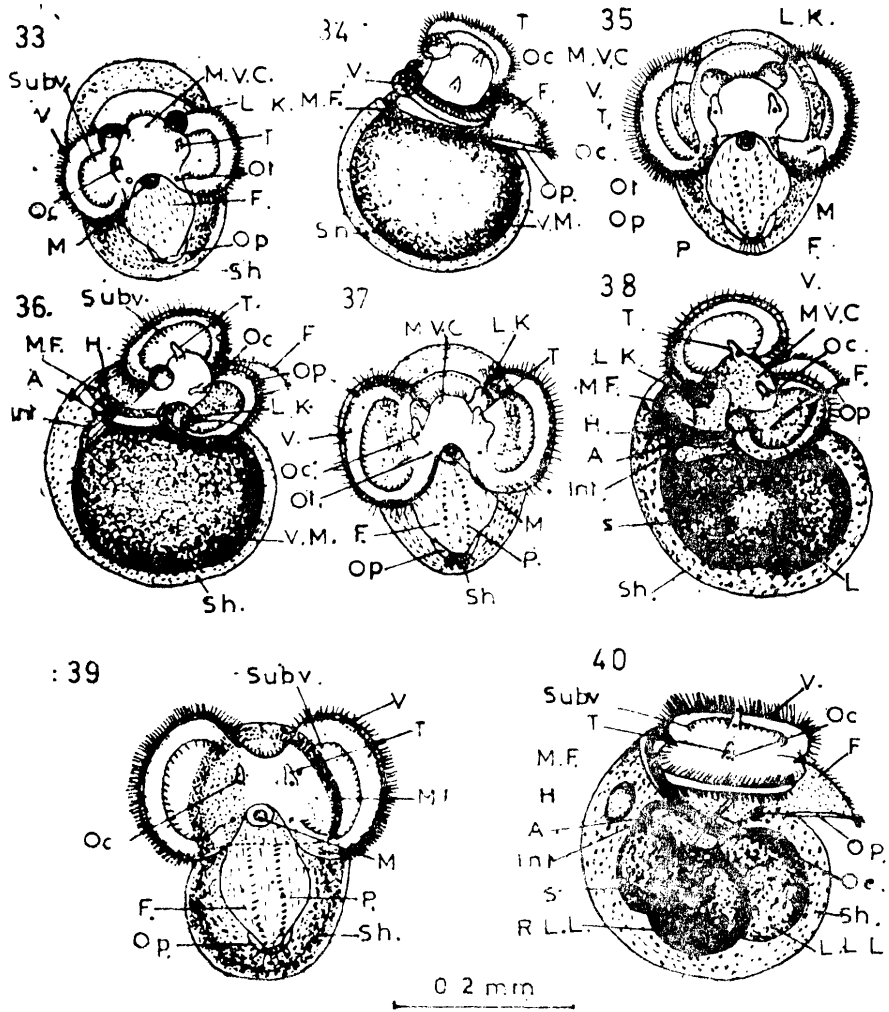 33
Subv.
V
M.V.C.
L K.
T
Ot
F.
Oc
M
Op
Sh
34
T
Oc
V.
M.F.
F.
Op.
V.M.
Sh
35
L.K.
M.V.C
V.
T.
Oc.
Ot
Op
M
P
F.
36.
Subv.
T.
M.F.
H.
Oc
F.
A
Op.
Int
L.K.
V.M.
Sh.
37
M.V.C
L.K
T
V.
Oc.
Ot.
F.
M
P.
Op
Sh
38
V.
T.
M.V.C
L K
Oc.
M.F.
F.
Op
H.
A
Int.
s
Sh.
L
: 39
Subv.
V
T
M.F
Oc
M
F.
P.
Op.
Sh.
40
Subv
V.
T
Oc
M.F.
F
H
A
Int
Op.
S
Oe.
Sh.
R L.L
L.L L
0 2 mm